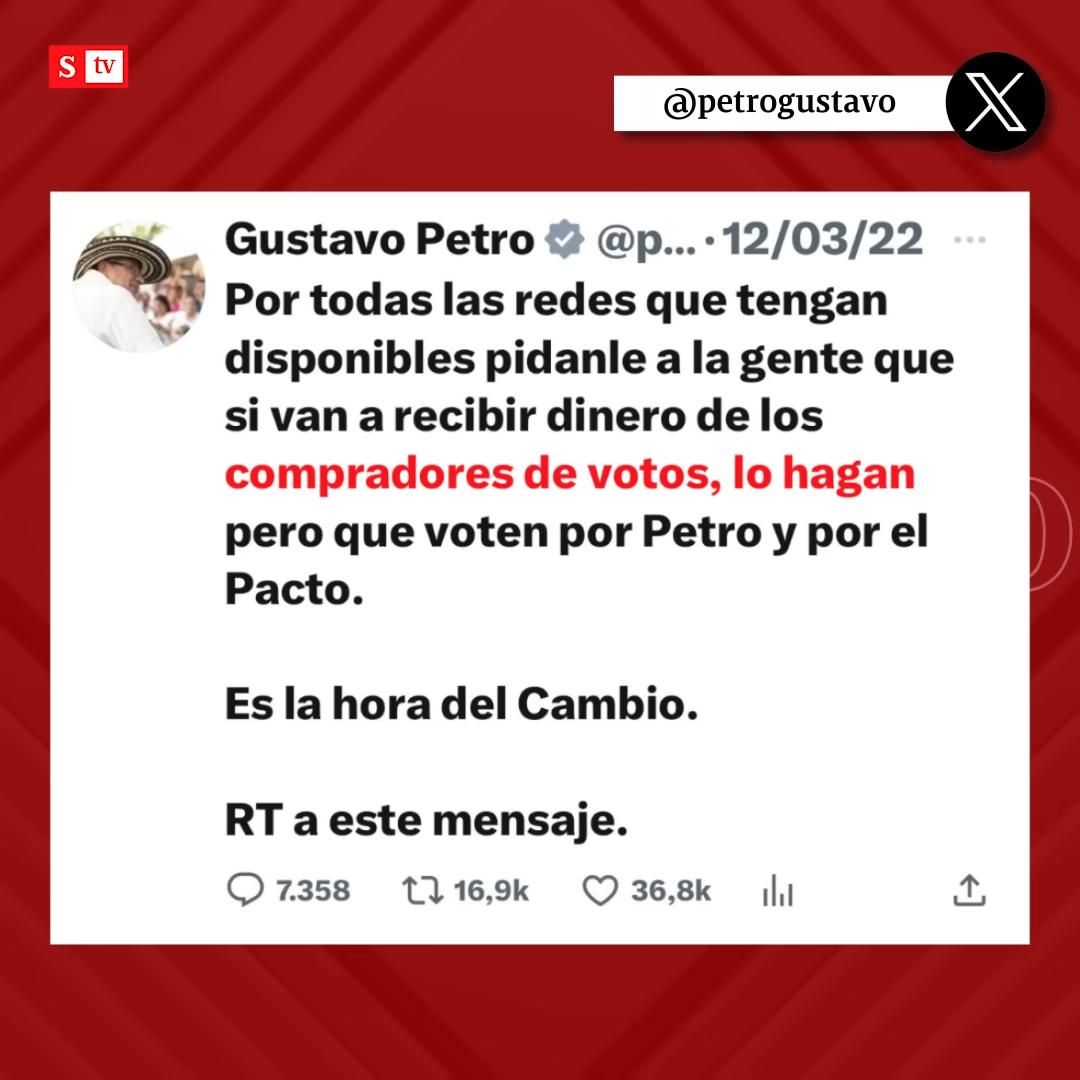 S tv
@petrogustavo
Gustavo Petro @p... · 12/03/22 ...
Por todas las redes que tengan
disponibles pidanle a la gente que
si van a recibir dinero de los
compradores de votos, lo hagan
pero que voten por Petro y por el
Pacto.
Es la hora del Cambio.
RT a este mensaje.
7.358 16,9k 36,8k